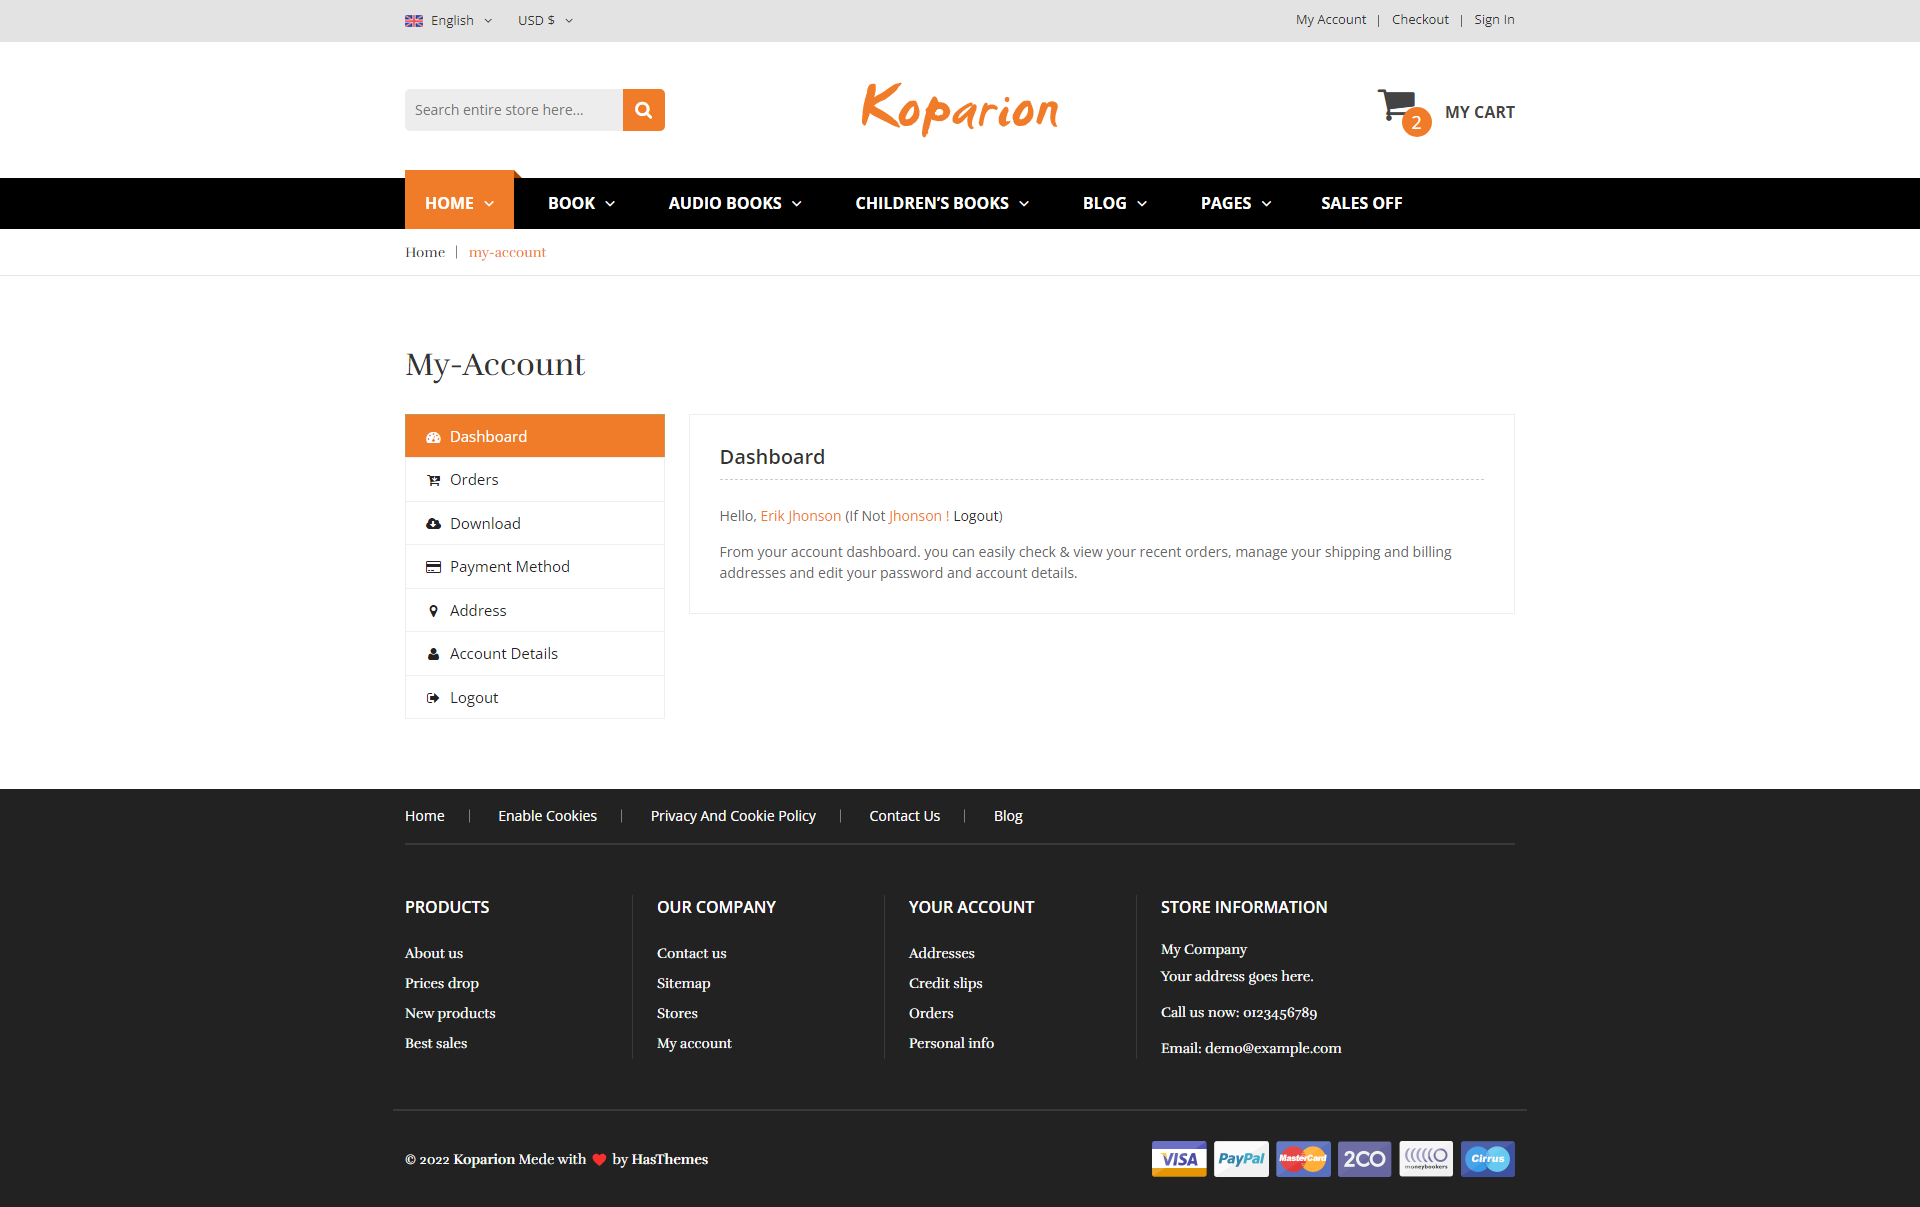 English USD $ My Account | Checkout | Sign In
Search entire store here... Koparion 2 MY CART
HOME BOOK AUDIO BOOKS CHILDREN'S BOOKS BLOG PAGES SALES OFF
Home | my-account
My-Account
Dashboard
Orders
Download
Payment Method
Address
Account Details
Logout
Dashboard
Hello, Erik Jhonson (If Not Jhonson ! Logout)
From your account dashboard. you can easily check & view your recent orders, manage your shipping and billing
addresses and edit your password and account details.
Home | Enable Cookies | Privacy And Cookie Policy | Contact Us | Blog
PRODUCTS
About us
Prices drop
New products
Best sales
OUR COMPANY
Contact us
Sitemap
Stores
My account
YOUR ACCOUNT
Addresses
Credit slips
Orders
Personal info
STORE INFORMATION
My Company
Your address goes here.
Call us now: 0123456789
Email: demo@example.com
© 2022 Koparion Mede with ❤ by HasThemes
VISA PayPal MasterCard 2CO moneybookers Cirrus